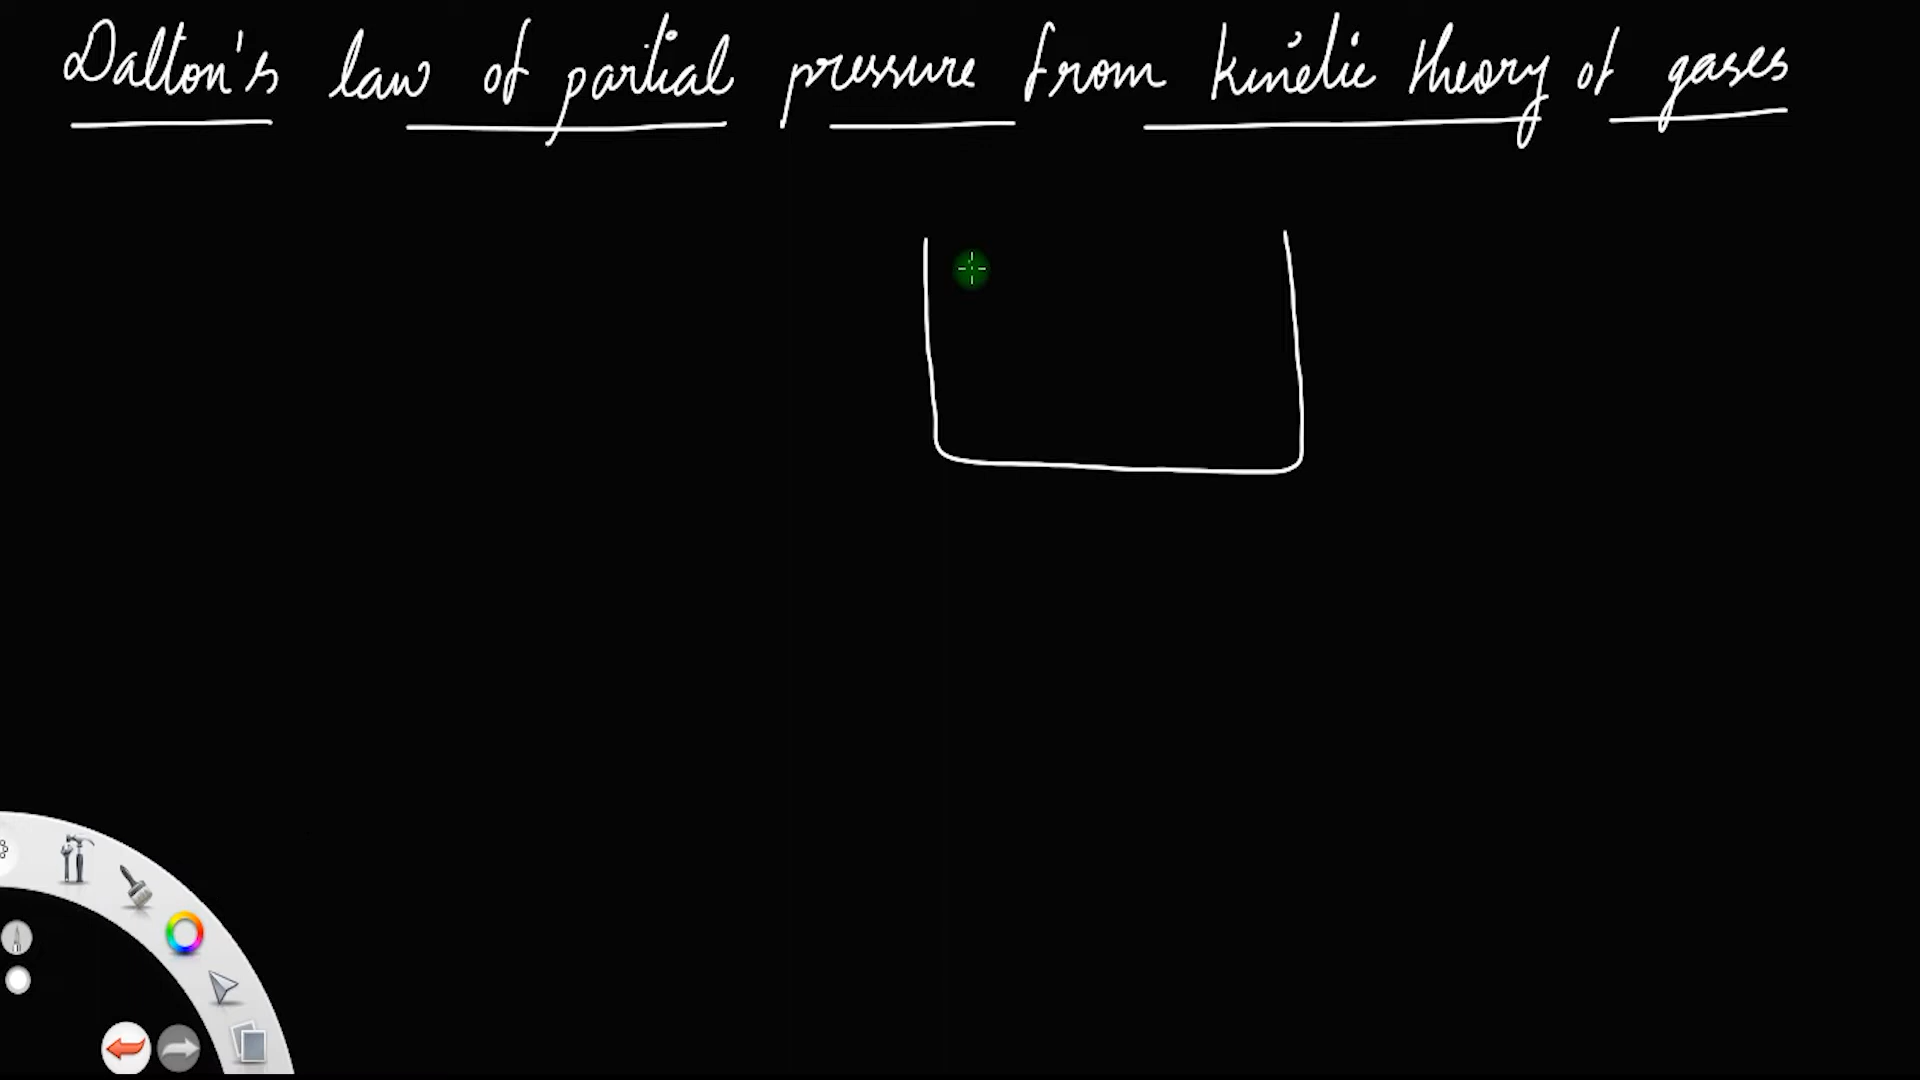 Dalton's law of partial pressure from kinetic theory of gases